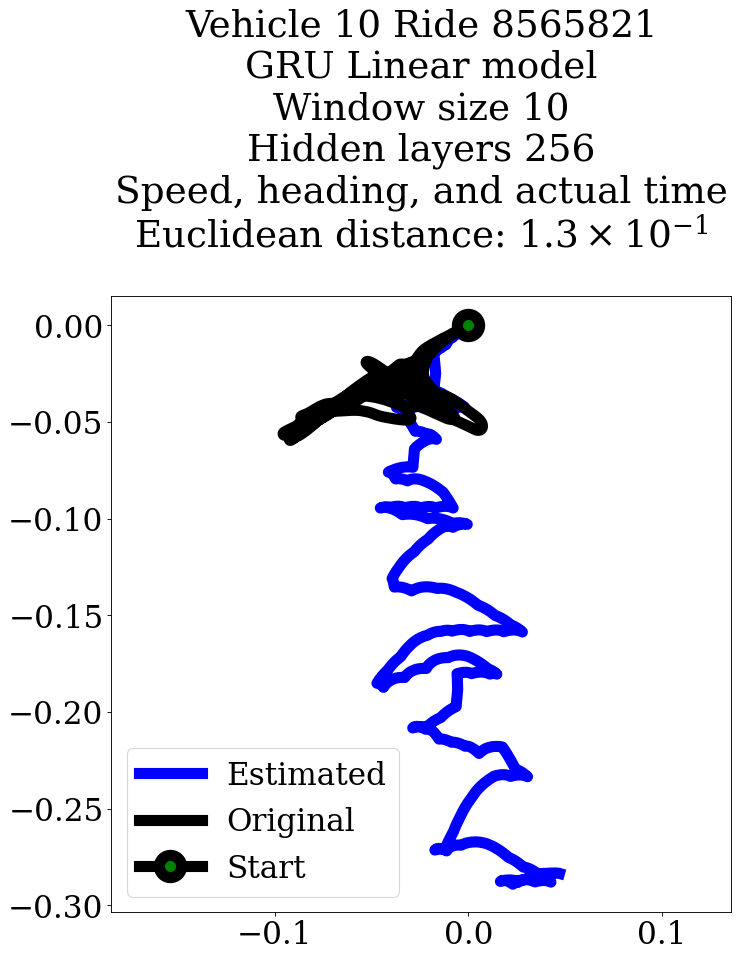 Vehicle 10 Ride 8565821
GRU Linear model
Window size 10
Hidden layers 256
Speed, heading, and actual time
Euclidean distance: 1.3 × 10⁻¹
0.00
−0.05
−0.10
−0.15
−0.20
−0.25
−0.30
Estimated
Original
Start
−0.1
0.0
0.1